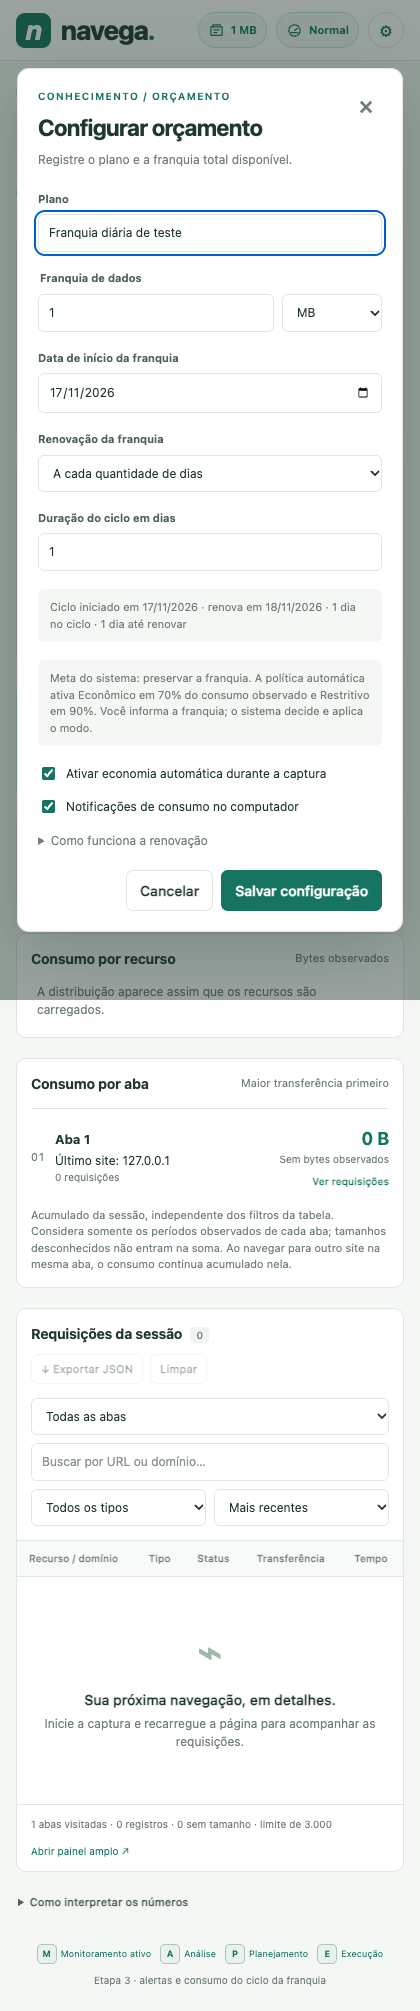 n navega.
1 MB
Normal
CONHECIMENTO / ORÇAMENTO
Configurar orçamento
Registre o plano e a franquia total disponível.
Plano
Franquia diária de teste
Franquia de dados
1
MB
Data de início da franquia
17/11/2026
Renovação da franquia
A cada quantidade de dias
Duração do ciclo em dias
1
Ciclo iniciado em 17/11/2026 · renova em 18/11/2026 · 1 dia
no ciclo · 1 dia até renovar
Meta do sistema: preservar a franquia. A política automática
ativa Econômico em 70% do consumo observado e Restritivo
em 90%. Você informa a franquia; o sistema decide e aplica
o modo.
Ativar economia automática durante a captura
Notificações de consumo no computador
Como funciona a renovação
Cancelar
Salvar configuração
Consumo por recurso
Bytes observados
A distribuição aparece assim que os recursos são
carregados.
Consumo por aba
Maior transferência primeiro
01
Aba 1
Último site: 127.0.0.1
0 requisições
0 B
Sem bytes observados
Ver requisições
Acumulado da sessão, independente dos filtros da tabela.
Considera somente os períodos observados de cada aba; tamanhos
desconhecidos não entram na soma. Ao navegar para outro site na
mesma aba, o consumo continua acumulado nela.
Requisições da sessão 0
↓ Exportar JSON
Limpar
Todas as abas
Buscar por URL ou domínio...
Todos os tipos
Mais recentes
Recurso / domínio Tipo Status Transferência Tempo
Sua próxima navegação, em detalhes.
Inicie a captura e recarregue a página para acompanhar as
requisições.
1 abas visitadas · 0 registros · 0 sem tamanho · limite de 3.000
Abrir painel amplo ↗
Como interpretar os números
M Monitoramento ativo A Análise P Planejamento E Execução
Etapa 3 · alertas e consumo do ciclo da franquia